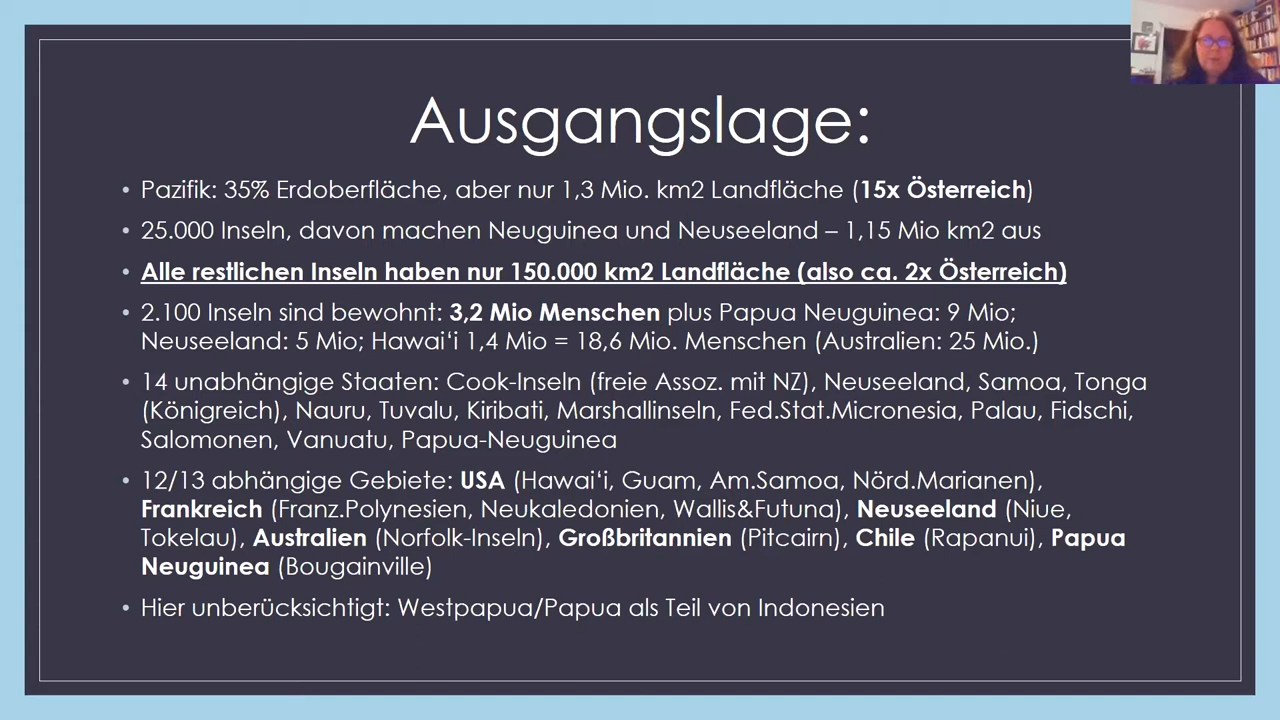 Ausgangslage:
• Pazifik: 35% Erdoberfläche, aber nur 1,3 Mio. km2 Landfläche (15x Österreich)
• 25.000 Inseln, davon machen Neuguinea und Neuseeland – 1,15 Mio km2 aus
• Alle restlichen Inseln haben nur 150.000 km2 Landfläche (also ca. 2x Österreich)
• 2.100 Inseln sind bewohnt: 3,2 Mio Menschen plus Papua Neuguinea: 9 Mio;
Neuseeland: 5 Mio; Hawai‘i 1,4 Mio = 18,6 Mio. Menschen (Australien: 25 Mio.)
• 14 unabhängige Staaten: Cook-Inseln (freie Assoz. mit NZ), Neuseeland, Samoa, Tonga
(Königreich), Nauru, Tuvalu, Kiribati, Marshallinseln, Fed.Stat.Micronesia, Palau, Fidschi,
Salomonen, Vanuatu, Papua-Neuguinea
• 12/13 abhängige Gebiete: USA (Hawai‘i, Guam, Am.Samoa, Nörd.Marianen),
Frankreich (Franz.Polynesien, Neukaledonien, Wallis&Futuna), Neuseeland (Niue,
Tokelau), Australien (Norfolk-Inseln), Großbritannien (Pitcairn), Chile (Rapanui), Papua
Neuguinea (Bougainville)
• Hier unberücksichtigt: Westpapua/Papua als Teil von Indonesien